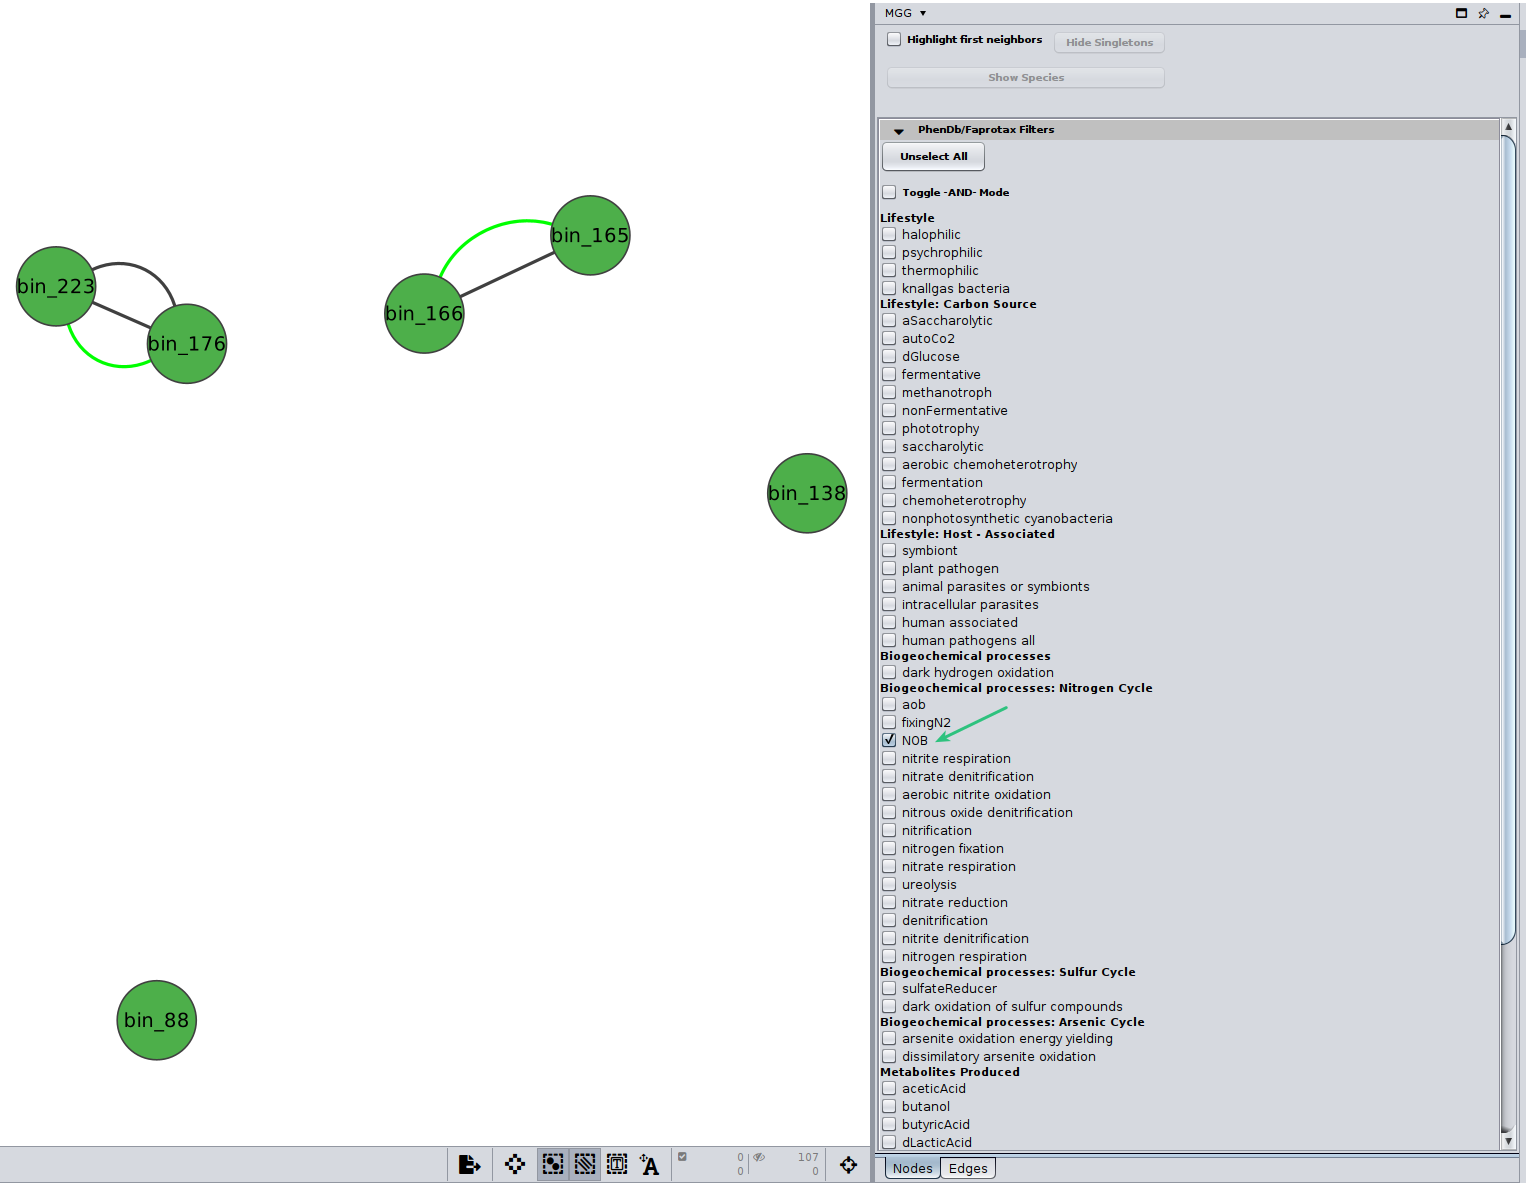 MGG
Highlight first neighbors
Hide Singletons
Show Species
PhenDb/Faprotax Filters
Unselect All
Toggle -AND- Mode
Lifestyle
halophilic
psychrophilic
thermophilic
knallgas bacteria
Lifestyle: Carbon Source
aSaccharolytic
autoCo2
dGlucose
fermentative
methanotroph
nonFermentative
phototrophy
saccharolytic
aerobic chemoheterotrophy
fermentation
chemoheterotrophy
nonphotosynthetic cyanobacteria
Lifestyle: Host - Associated
symbiont
plant pathogen
animal parasites or symbionts
intracellular parasites
human associated
human pathogens all
Biogeochemical processes
dark hydrogen oxidation
Biogeochemical processes: Nitrogen Cycle
aob
fixingN2
NOB
nitrite respiration
nitrate denitrification
aerobic nitrite oxidation
nitrous oxide denitrification
nitrification
nitrogen fixation
nitrate respiration
ureolysis
nitrate reduction
denitrification
nitrite denitrification
nitrogen respiration
Biogeochemical processes: Sulfur Cycle
sulfateReducer
dark oxidation of sulfur compounds
Biogeochemical processes: Arsenic Cycle
arsenite oxidation energy yielding
dissimilatory arsenite oxidation
Metabolites Produced
aceticAcid
butanol
butyricAcid
dLacticAcid
Nodes Edges
bin_165
bin_223
bin_166
bin_176
bin_138
bin_88
0 107
0 0